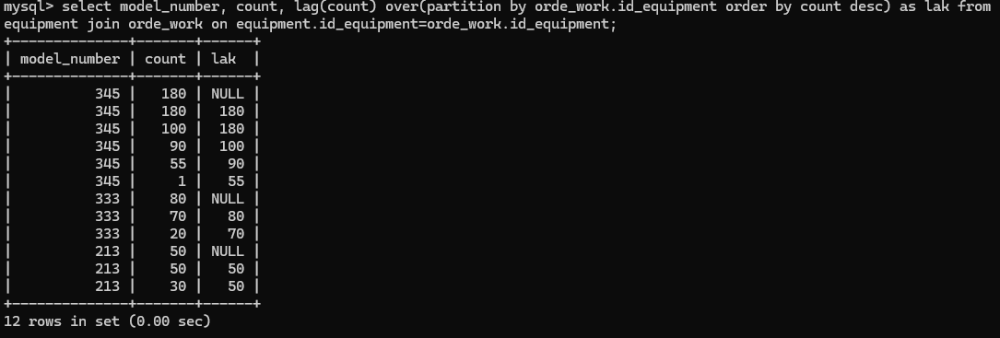 mysql> select model_number, count, lag(count) over(partition by orde_work.id_equipment order by count desc) as lak from
equipment join orde_work on equipment.id_equipment=orde_work.id_equipment;
+--------------+-------+------+
| model_number | count | lak  |
+--------------+-------+------+
|          345 |   180 | NULL |
|          345 |   180 |  180 |
|          345 |   100 |  180 |
|          345 |    90 |  100 |
|          345 |    55 |   90 |
|          345 |     1 |   55 |
|          333 |    80 | NULL |
|          333 |    70 |   80 |
|          333 |    20 |   70 |
|          213 |    50 | NULL |
|          213 |    50 |   50 |
|          213 |    30 |   50 |
+--------------+-------+------+
12 rows in set (0.00 sec)